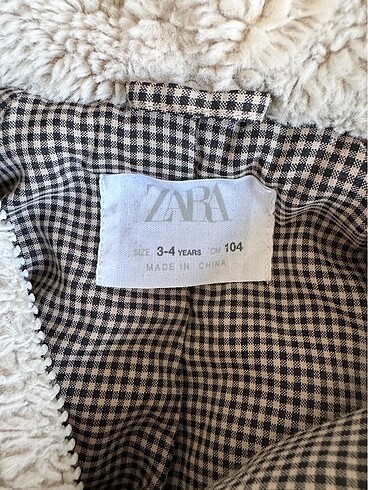 ZARA
SIZE 3-4 YEARS CM 104
MADE IN CHINA